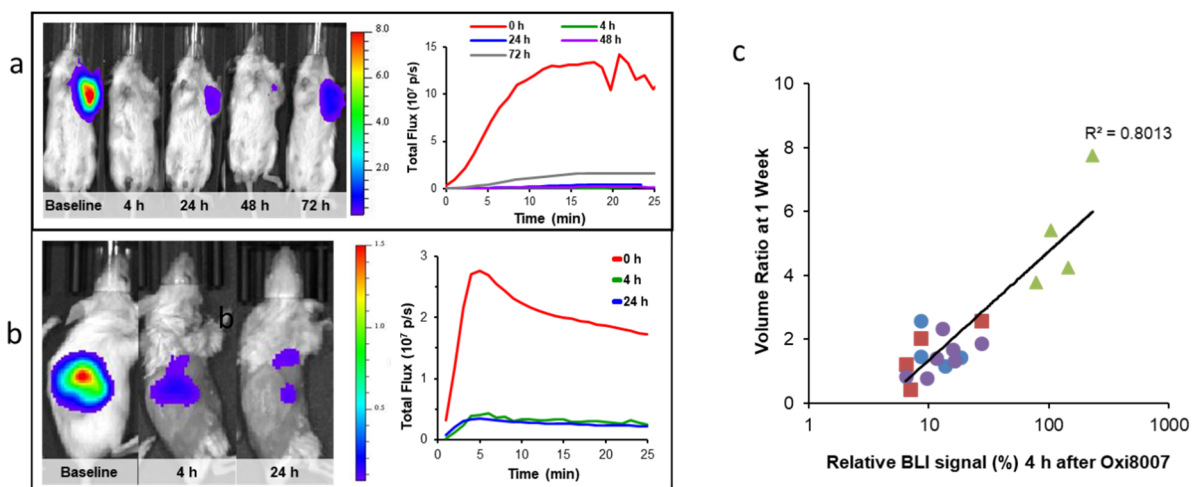 a
Baseline 4 h 24 h 48 h 72 h
8.0
6.0
4.0
2.0
0 h 4 h
24 h 48 h
72 h
Total Flux (10⁷ p/s)
15
10
5
0
0 5 10 15 20 25
Time (min)
b
b
Baseline 4 h 24 h
1.5
1.0
0.5
0 h
4 h
24 h
Total Flux (10⁷ p/s)
3
2
1
0
0 5 10 15 20 25
Time (min)
c
R² = 0.8013
Volume Ratio at 1 Week
10
8
6
4
2
0
1 10 100 1000
Relative BLI signal (%) 4 h after Oxi8007